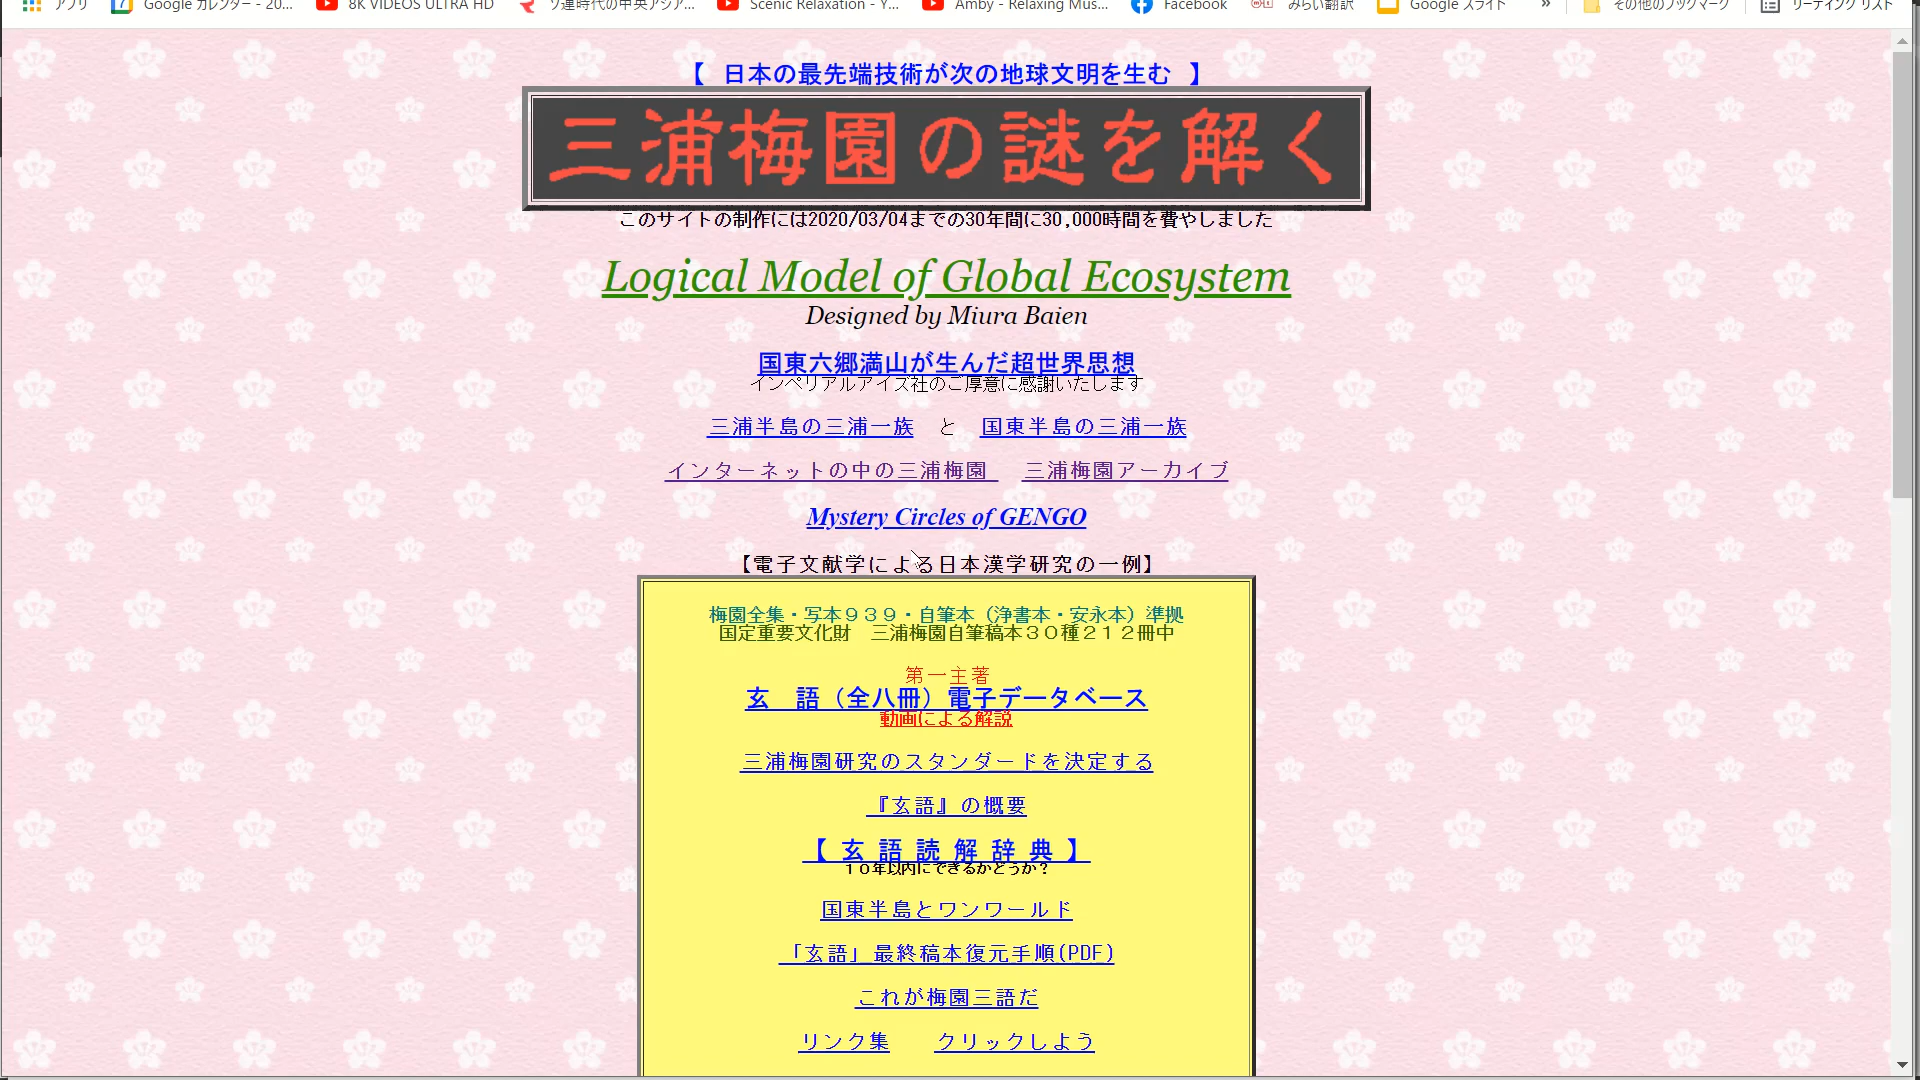 アプリ Google カレンダー - 20... 8K VIDEOS ULTRA HD ソ連時代の中央アジア... Scenic Relaxation - Y... Amby - Relaxing Mus... Facebook みらい翻訳 Google スライド » その他のブックマーク リーディング リスト
【 日本の最先端技術が次の地球文明を生む 】
三浦梅園の謎を解く
このサイトの制作には2020/03/04までの30年間に30,000時間を費やしました
Logical Model of Global Ecosystem
Designed by Miura Baien
国東六郷満山が生んだ超世界思想
インペリアルアイズ社のご厚意に感謝いたします
三浦半島の三浦一族 と 国東半島の三浦一族
インターネットの中の三浦梅園 三浦梅園アーカイブ
Mystery Circles of GENGO
【電子文献学による日本漢学研究の一例】
梅園全集・写本９３９・自筆本（浄書本・安永本）準拠
国定重要文化財 三浦梅園自筆稿本３０種２１２冊中
第一主著
玄 語（全八冊）電子データベース
動画による解説
三浦梅園研究のスタンダードを決定する
『玄語』の概要
【 玄 語 読 解 辞 典 】
１０年以内にできるかどうか？
国東半島とワンワールド
「玄語」最終稿本復元手順(PDF)
これが梅園三語だ
リンク集 クリックしよう